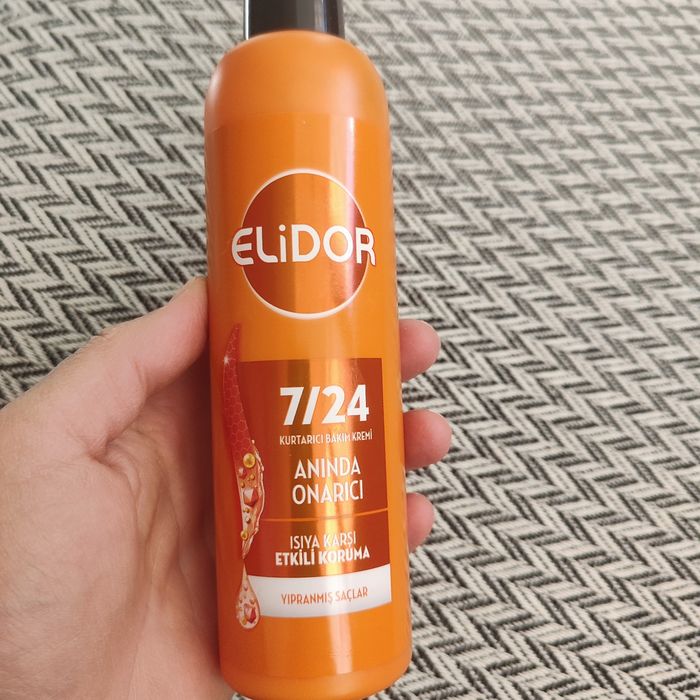 ELiDOR
7/24
KURTARICI BAKIM KREMİ
ANINDA
ONARICI
ISIYA KARŞI
ETKİLİ KORUMA
YIPRANMIŞ SAÇLAR